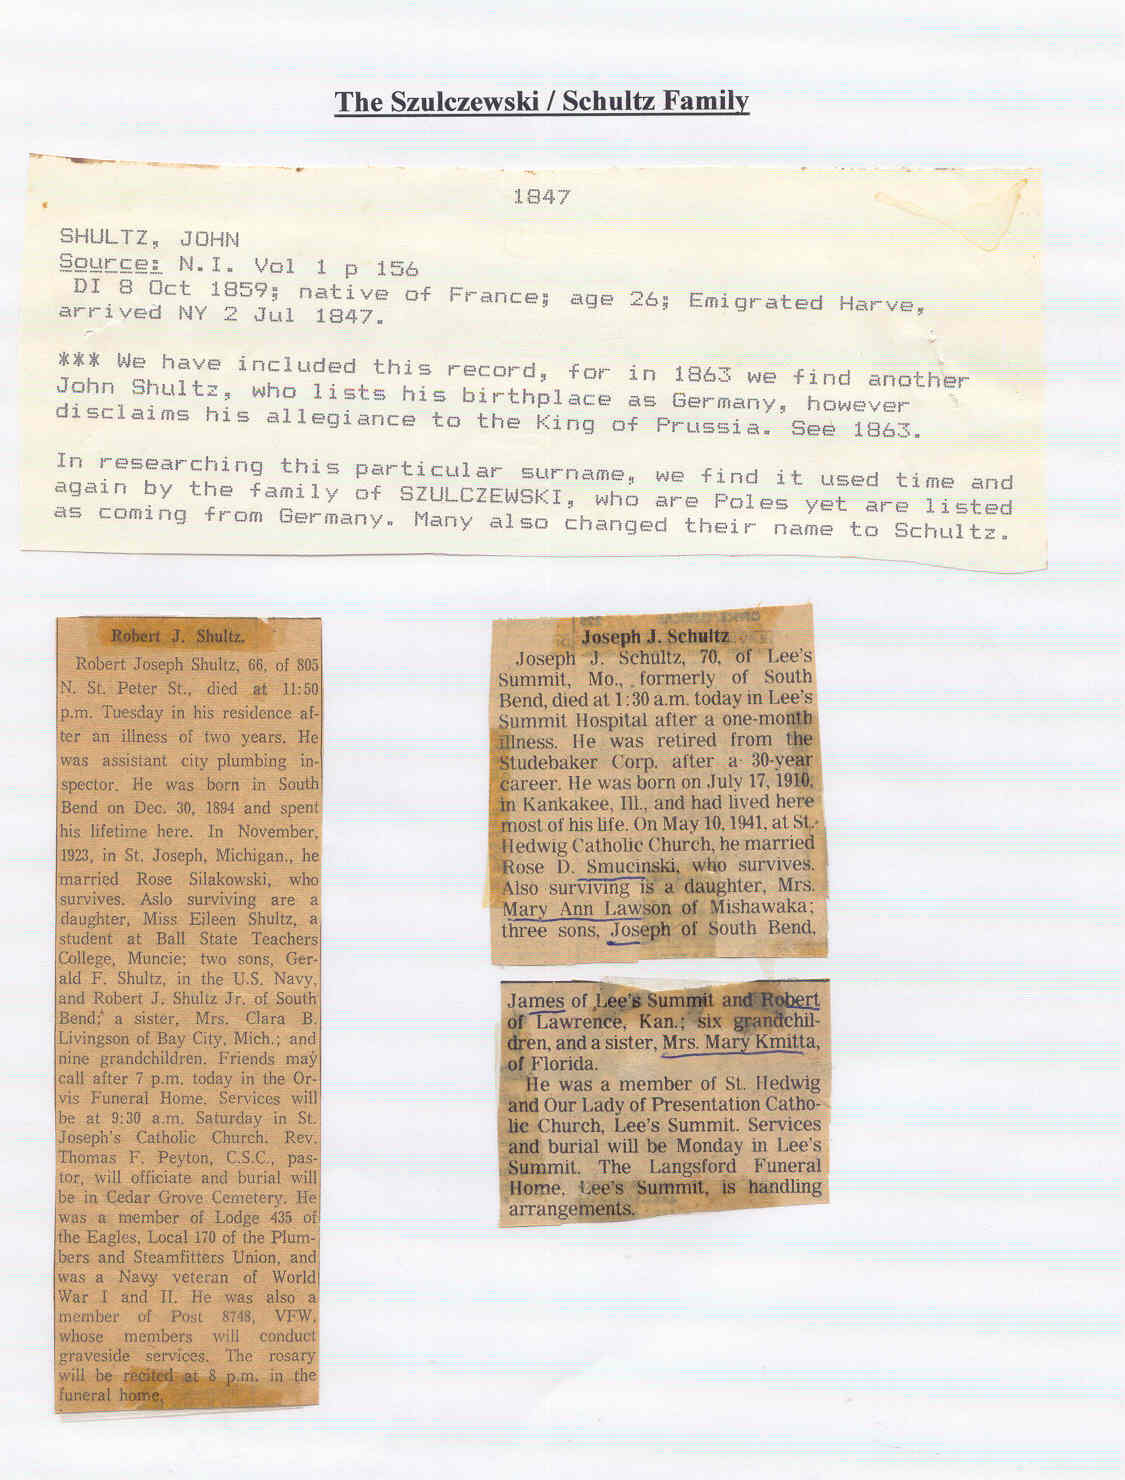 The Szulczewski / Schultz Family
1847
SHULTZ, JOHN
Source: N.I. Vol 1 p 156
DI 8 Oct 1859; native of France; age 26; Emigrated Harve,
arrived NY 2 Jul 1847.
*** We have included this record, for in 1863 we find another
John Shultz, who lists his birthplace as Germany, however
disclaims his allegiance to the King of Prussia. See 1863.
In researching this particular surname, we find it used time and
again by the family of SZULCZEWSKI, who are Poles yet are listed
as coming from Germany. Many also changed their name to Schultz.
Robert J. Shultz.
Robert Joseph Shultz, 66, of 805
N. St. Peter St., died at 11:50
p.m. Tuesday in his residence af-
ter an illness of two years. He
was assistant city plumbing in-
spector. He was born in South
Bend on Dec. 30, 1894 and spent
his lifetime here. In November,
1923, in St. Joseph, Michigan., he
married Rose Silakowski, who
survives. Aslo surviving are a
daughter, Miss Eileen Shultz, a
student at Ball State Teachers
College, Muncie; two sons, Ger-
ald F. Shultz, in the U.S. Navy,
and Robert J. Shultz Jr. of South
Bend; a sister, Mrs. Clara B.
Livingson of Bay City, Mich.; and
nine grandchildren. Friends may
call after 7 p.m. today in the Or-
vis Funeral Home. Services will
be at 9:30 a.m. Saturday in St.
Joseph's Catholic Church. Rev.
Thomas F. Peyton, C.S.C., pas-
tor, will officiate and burial will
be in Cedar Grove Cemetery. He
was a member of Lodge 435 of
the Eagles, Local 170 of the Plum-
bers and Steamfitters Union, and
was a Navy veteran of World
War I and II. He was also a
member of Post 8748, VFW,
whose members will conduct
graveside services. The rosary
will be recited at 8 p.m. in the
funeral home.
Joseph J. Schultz
Joseph J. Schultz, 70, of Lee's
Summit, Mo., formerly of South
Bend, died at 1:30 a.m. today in Lee's
Summit Hospital after a one-month
illness. He was retired from the
Studebaker Corp. after a 30-year
career. He was born on July 17, 1910,
in Kankakee, Ill., and had lived here
most of his life. On May 10, 1941, at St.
Hedwig Catholic Church, he married
Rose D. Smucinski, who survives.
Also surviving is a daughter, Mrs.
Mary Ann Lawson of Mishawaka;
three sons, Joseph of South Bend,
James of Lee's Summit and Robert
of Lawrence, Kan.; six grandchil-
dren, and a sister, Mrs. Mary Kmitta,
of Florida.
He was a member of St. Hedwig
and Our Lady of Presentation Catho-
lic Church, Lee's Summit. Services
and burial will be Monday in Lee's
Summit. The Langsford Funeral
Home, Lee's Summit, is handling
arrangements.